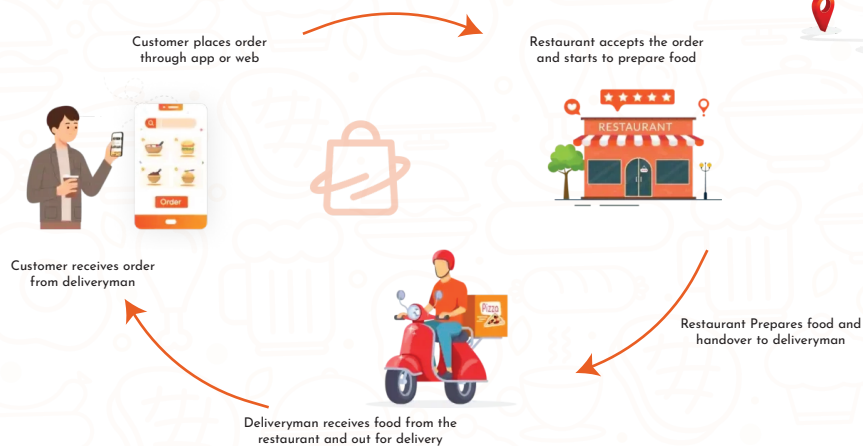 Customer places order
through app or web
Restaurant accepts the order
and starts to prepare food
RESTAURANT
Order
Customer receives order
from deliveryman
Pizza
Restaurant Prepares food and
handover to deliveryman
Deliveryman receives food from the
restaurant and out for delivery